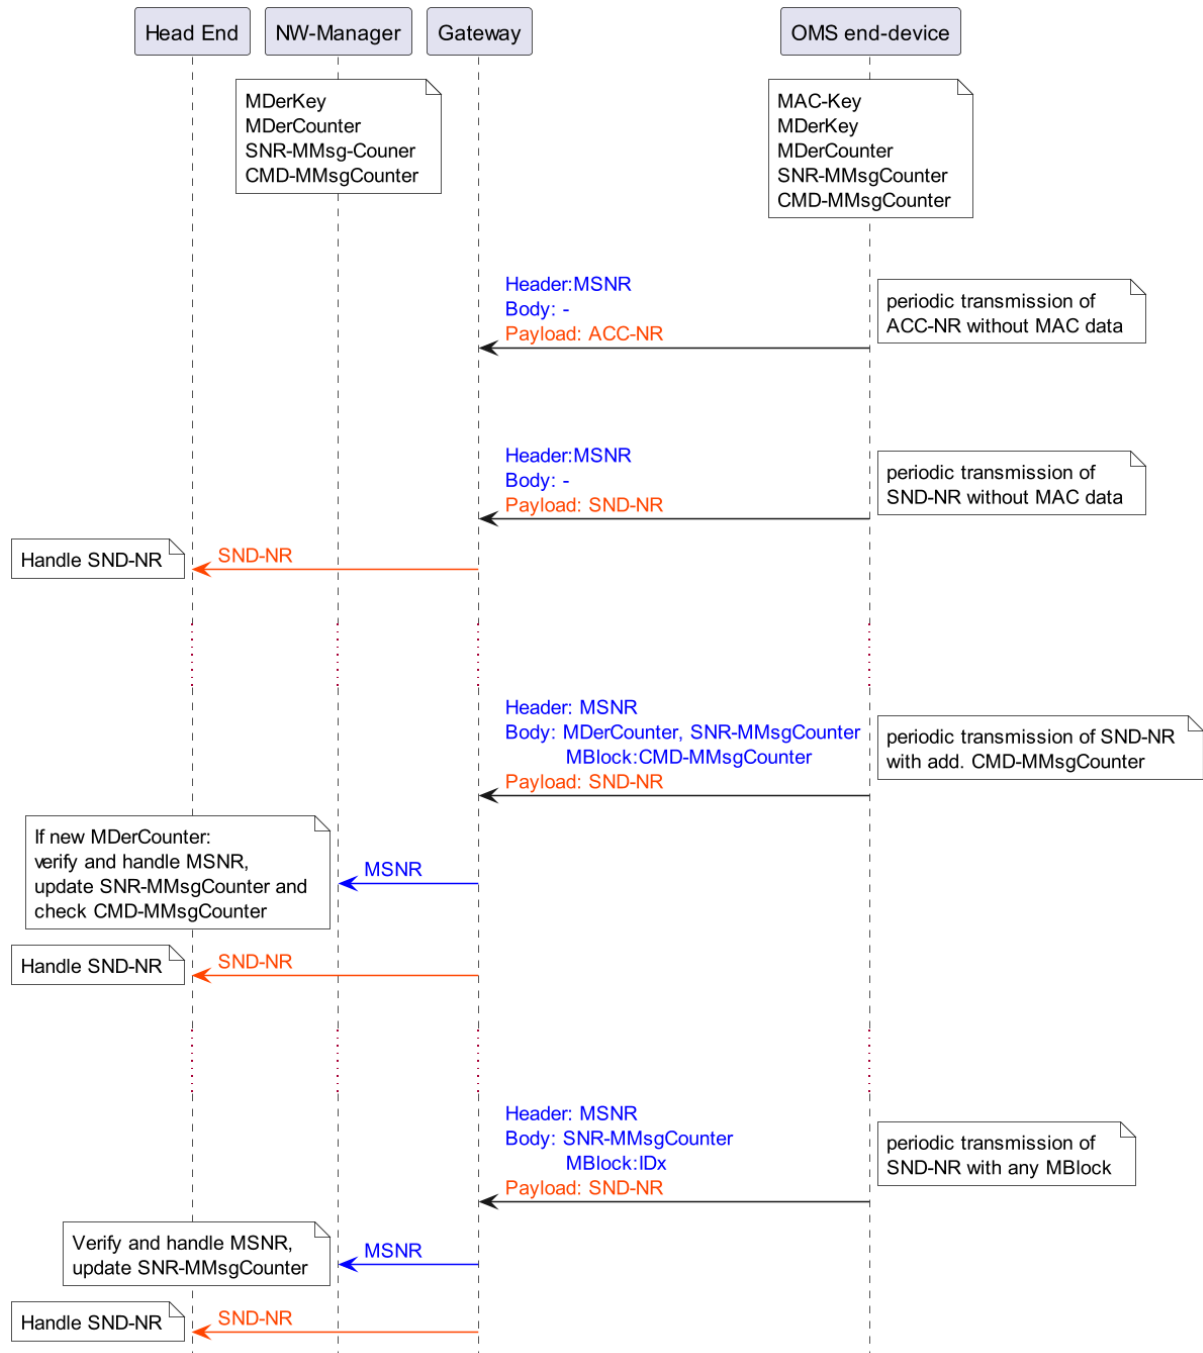 Head End
NW-Manager
Gateway
OMS end-device
MDerKey
MDerCounter
SNR-MMsg-Couner
CMD-MMsgCounter
MAC-Key
MDerKey
MDerCounter
SNR-MMsgCounter
CMD-MMsgCounter
Header:MSNR
Body: -
Payload: ACC-NR
periodic transmission of
ACC-NR without MAC data
Header:MSNR
Body: -
Payload: SND-NR
periodic transmission of
SND-NR without MAC data
Handle SND-NR
SND-NR
Header: MSNR
Body: MDerCounter, SNR-MMsgCounter
MBlock:CMD-MMsgCounter
Payload: SND-NR
periodic transmission of SND-NR
with add. CMD-MMsgCounter
If new MDerCounter:
verify and handle MSNR,
update SNR-MMsgCounter and
check CMD-MMsgCounter
MSNR
Handle SND-NR
SND-NR
Header: MSNR
Body: SNR-MMsgCounter
MBlock:IDx
Payload: SND-NR
periodic transmission of
SND-NR with any MBlock
Verify and handle MSNR,
update SNR-MMsgCounter
MSNR
Handle SND-NR
SND-NR